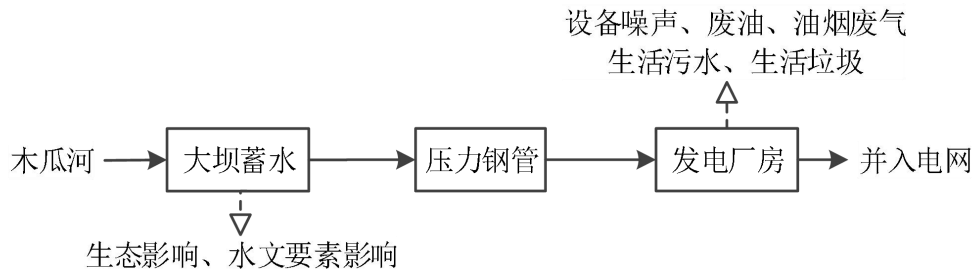 设备噪声、废油、油烟废气
生活污水、生活垃圾
木瓜河
大坝蓄水
压力钢管
发电厂房
并入电网
生态影响、水文要素影响